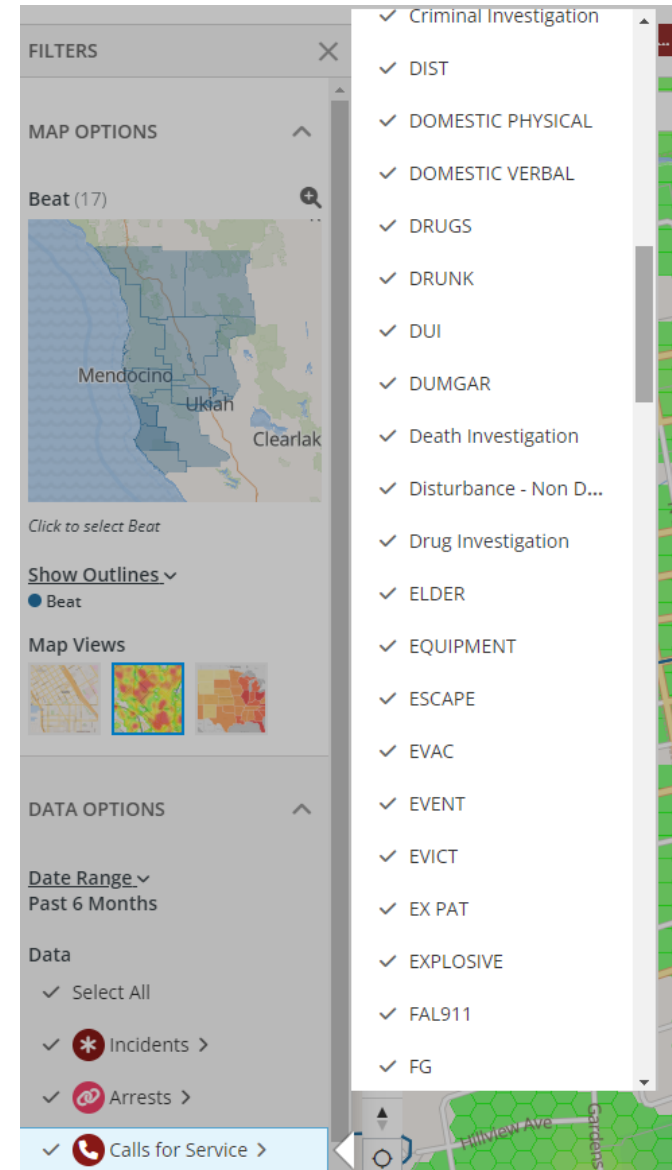 FILTERS
MAP OPTIONS
Beat (17)
Mendocino
Ukiah
Clearlak
Click to select Beat
Show Outlines
Beat
Map Views
DATA OPTIONS
Date Range
Past 6 Months
Data
Select All
Incidents
Arrests
Calls for Service
Criminal Investigation
DIST
DOMESTIC PHYSICAL
DOMESTIC VERBAL
DRUGS
DRUNK
DUI
DUMGAR
Death Investigation
Disturbance - Non D...
Drug Investigation
ELDER
EQUIPMENT
ESCAPE
EVAC
EVENT
EVICT
EX PAT
EXPLOSIVE
FAL911
FG
...
Hillview Ave
Gardens